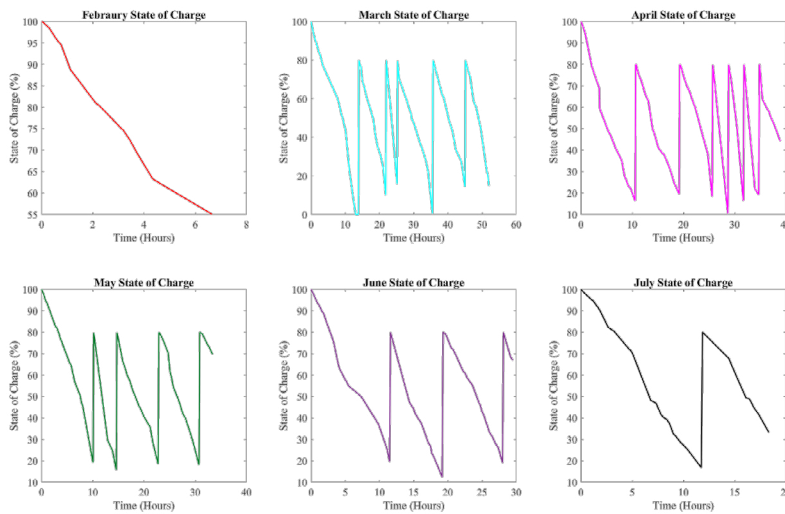 Febraury State of Charge
100
95
90
85
80
75
70
65
60
55
State of Charge (%)
0 2 4 6 8
Time (Hours)
March State of Charge
100
80
60
40
20
0
State of Charge (%)
0 10 20 30 40 50 60
Time (Hours)
April State of Charge
100
90
80
70
60
50
40
30
20
10
State of Charge (%)
0 10 20 30
Time (Hours)
May State of Charge
100
90
80
70
60
50
40
30
20
10
State of Charge (%)
0 10 20 30 40
Time (Hours)
June State of Charge
100
90
80
70
60
50
40
30
20
10
State of Charge (%)
0 5 10 15 20 25 30
Time (Hours)
July State of Charge
100
90
80
70
60
50
40
30
20
10
State of Charge (%)
0 5 10 15
Time (Hours)